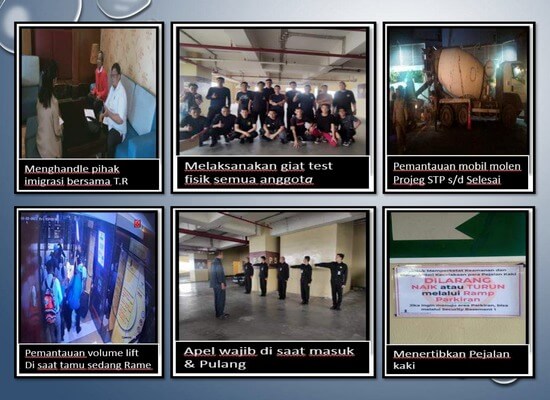 Menghandle pihak
imigrasi bersama T.R
Melaksanakan giat test
fisik semua anggota
Pemantauan mobil molen
Projeg STP s/d Selesai
Pemantauan volume lift
Di saat tamu sedang Rame
Apel wajib di saat masuk
& Pulang
DILARANG
NAIK atau TURUN
melalui Ramp
Parkiran
Menertibkan Pejalan
kaki